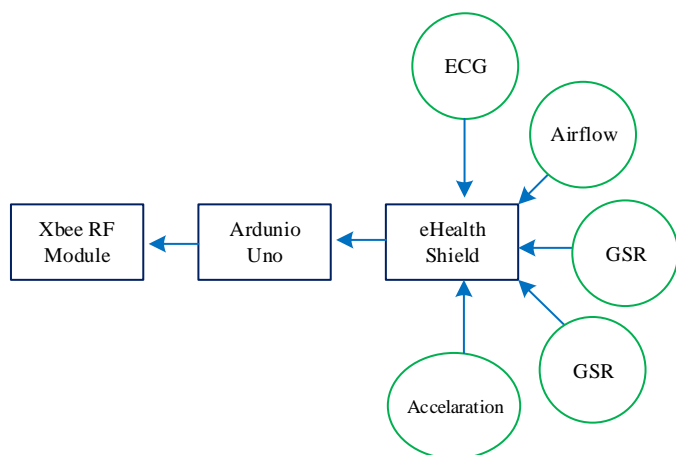 ECG
Airflow
Xbee RF
Module
Ardunio
Uno
eHealth
Shield
GSR
GSR
Accelaration